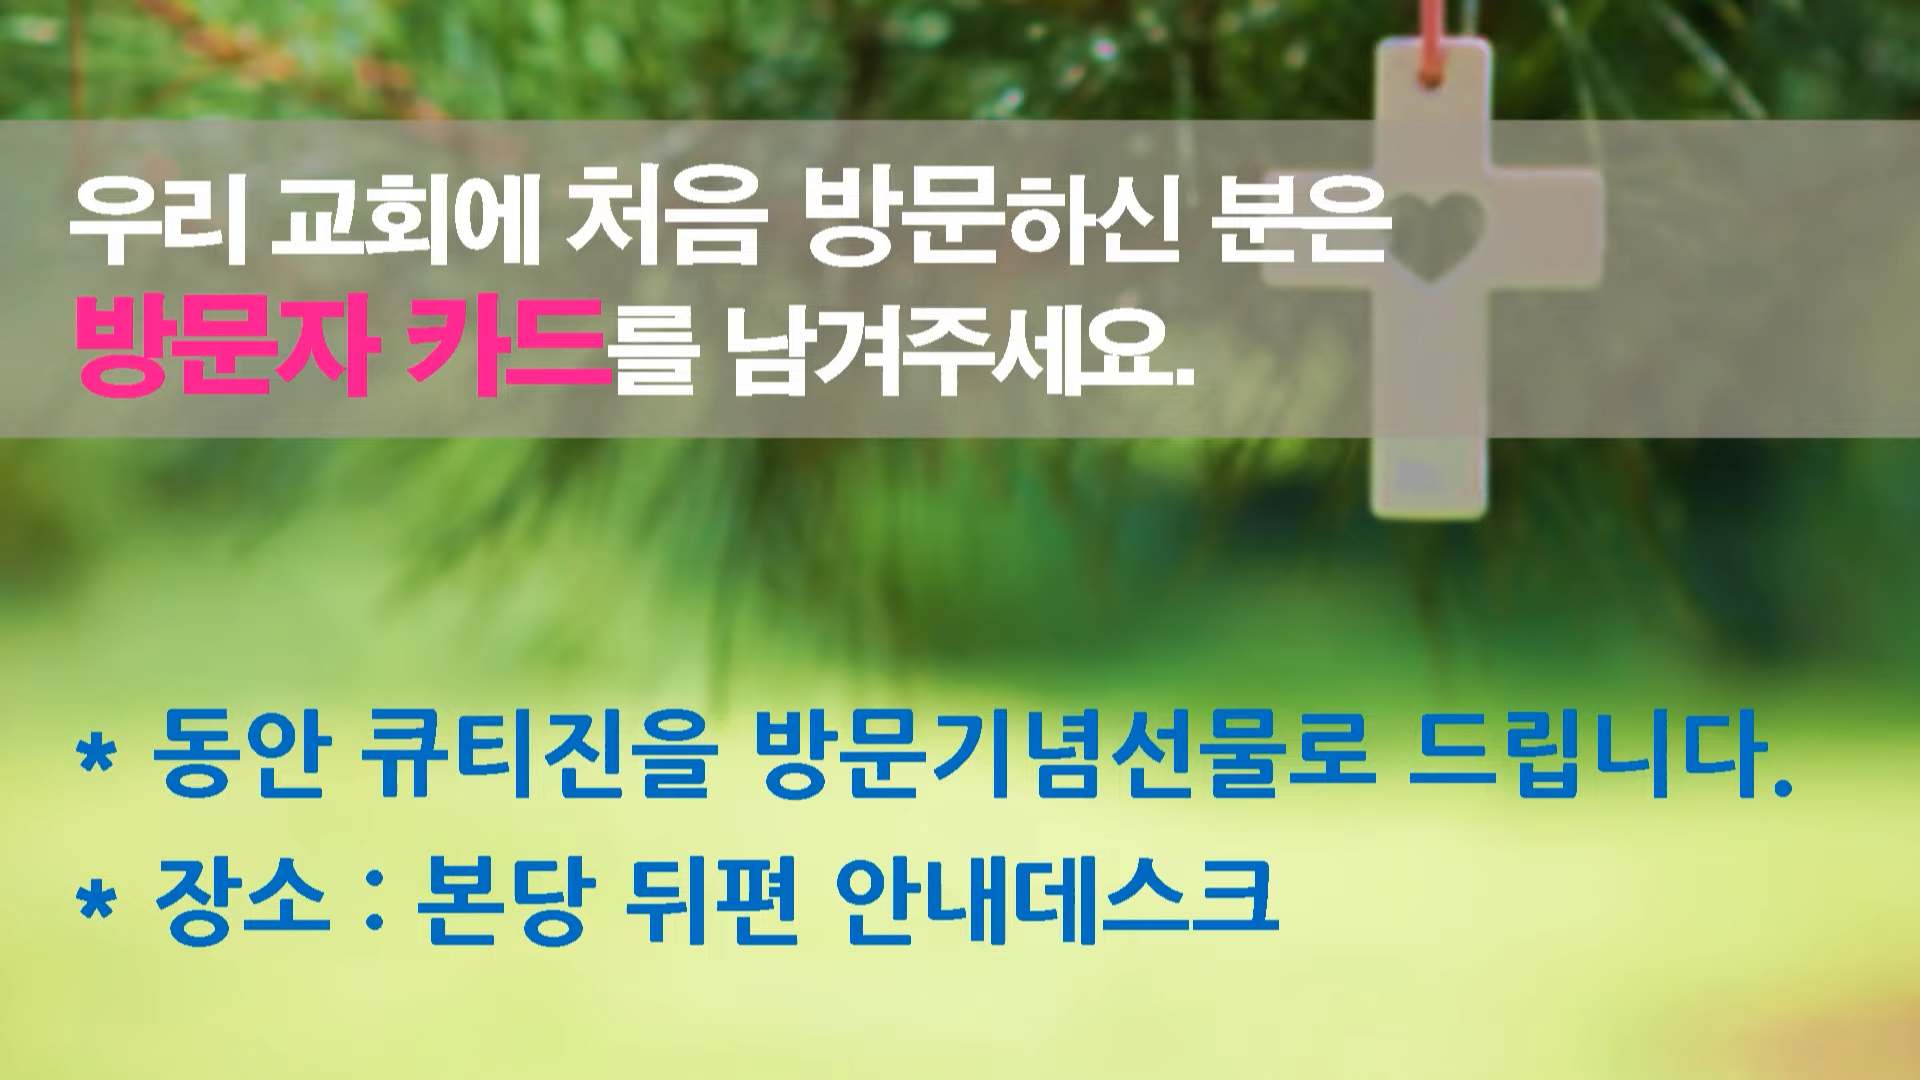 우리 교회에 처음 방문하신 분은
방문자 카드를 남겨주세요.
* 동안 큐티진을 방문기념선물로 드립니다.
* 장소 : 본당 뒤편 안내데스크